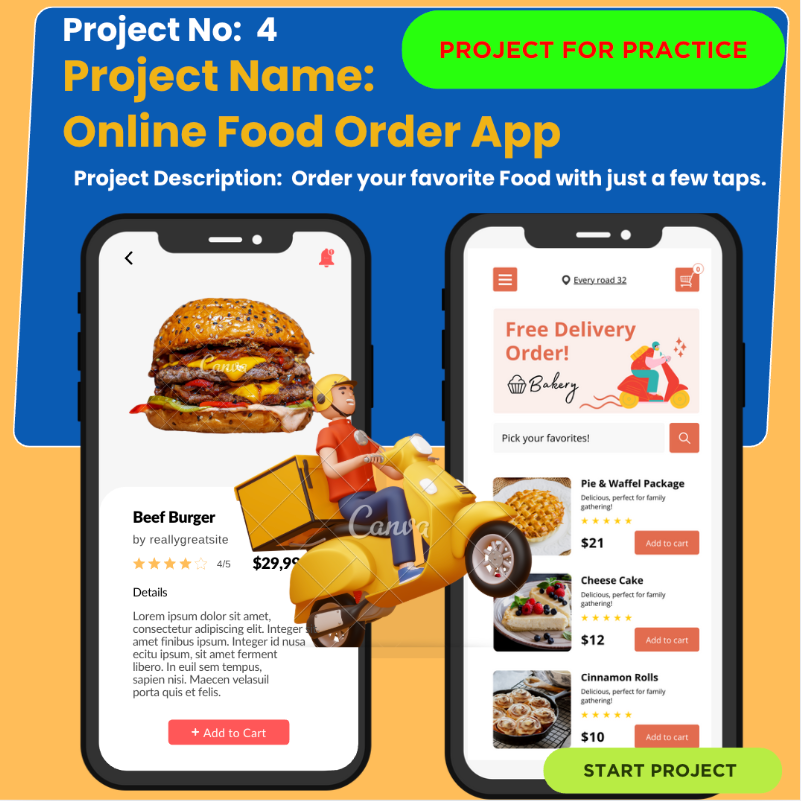 Project No: 4
PROJECT FOR PRACTICE
Project Name:
Online Food Order App
Project Description: Order your favorite Food with just a few taps.
Canva
Beef Burger
by reallygreatsite
4/5
$29,99
Details
Lorem ipsum dolor sit amet,
consectetur adipiscing elit. Integer
amet finibus ipsum. Integer id nusa
ecitu ipsum, sit amet ferment
libero. In euil sem tempus,
sapien nisi. Maecen velasuil
porta quis et felis.
+ Add to Cart
Canva
Every road 32
0
Free Delivery
Order!
Bakery
Pick your favorites!
Pie & Waffel Package
Delicious, perfect for family
gathering!
$21
Add to cart
Cheese Cake
Delicious, perfect for family
gathering!
$12
Add to cart
Cinnamon Rolls
Delicious, perfect for family
gathering!
$10
Add to cart
START PROJECT